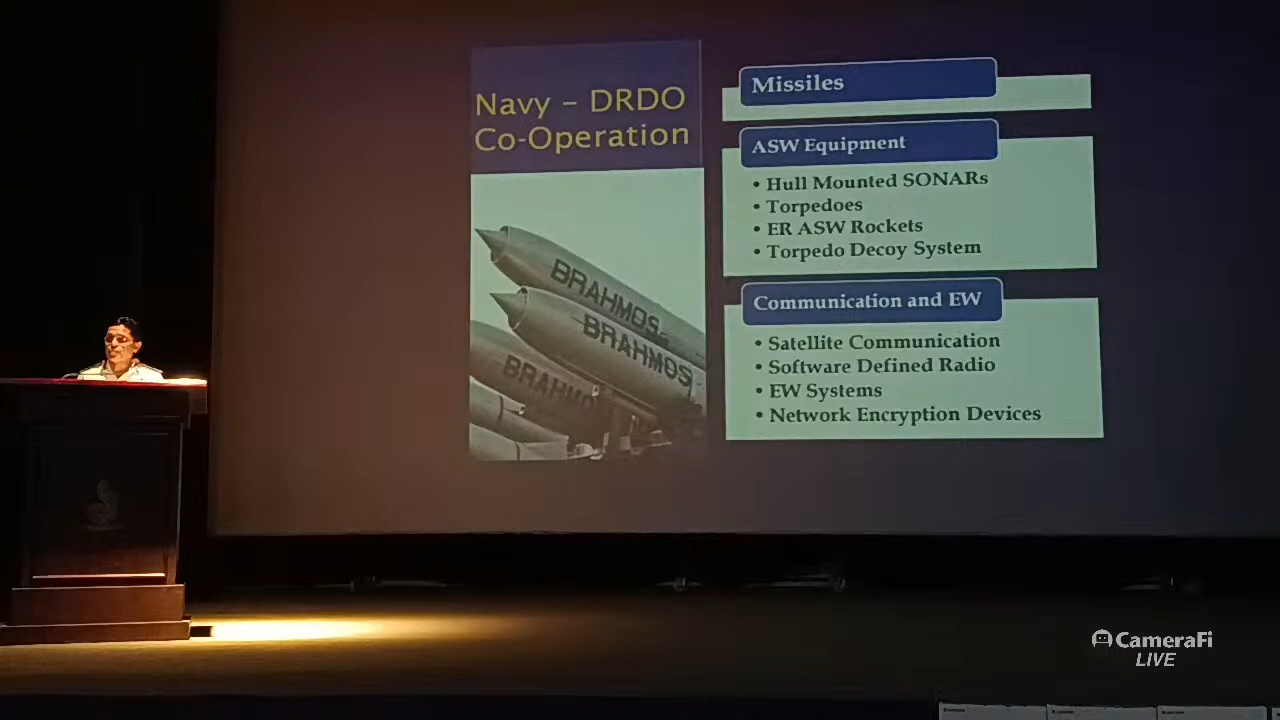 Navy – DRDO
Co-Operation
BRAHMOS
BRAHMOS
BRAHMO
Missiles
ASW Equipment
• Hull Mounted SONARs
• Torpedoes
• ER ASW Rockets
• Torpedo Decoy System
Communication and EW
• Satellite Communication
• Software Defined Radio
• EW Systems
• Network Encryption Devices
CameraFi
LIVE